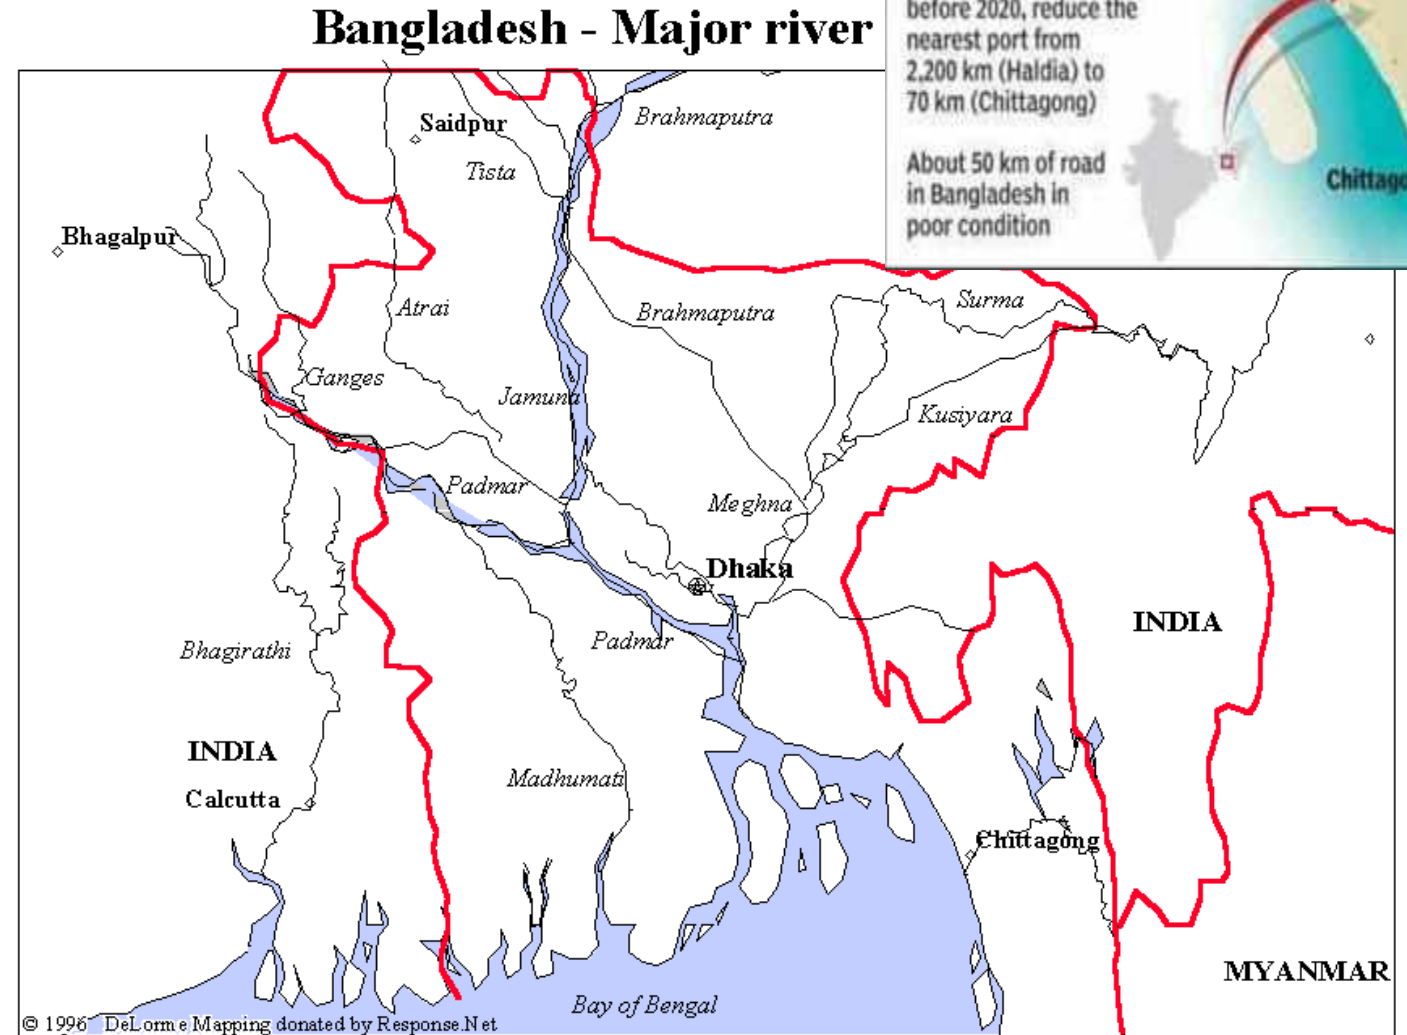 Bangladesh - Major river
before 2020, reduce the
nearest port from
2,200 km (Haldia) to
70 km (Chittagong)
About 50 km of road
in Bangladesh in
poor condition
Chittago
Saidpur
Brahmaputra
Tista
Bhagalpur
Atrai
Brahmaputra
Surma
Ganges
Jamuna
Kusiyara
Padmar
Meghna
Dhaka
INDIA
Padmar
Bhagirathi
INDIA
Calcutta
Madhumati
Chittagong
MYANMAR
Bay of Bengal
© 1996 DeLorme Mapping donated by Response.Net